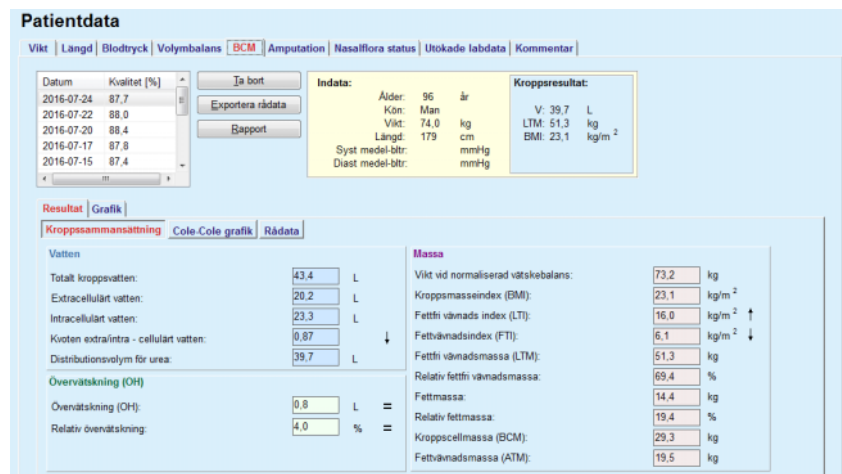 Patientdata
Vikt Längd Blodtryck Volymbalans BCM Amputation Nasalflora status Utökade labdata Kommentar
Datum Kvalitet [%]
2016-07-24 87,7
2016-07-22 88,0
2016-07-20 88,4
2016-07-17 87,8
2016-07-15 87,4
Ta bort
Exportera rådata
Rapport
Indata:
Ålder: 96 år
Kön: Man
Vikt: 74,0 kg
Längd: 179 cm
Syst medel-bltr: mmHg
Diast medel-bltr: mmHg
Kroppsresultat:
V: 39,7 L
LTM: 51,3 kg
BMI: 23,1 kg/m 2
Resultat Grafik
Kroppssammansättning Cole-Cole grafik Rådata
Vatten
Totalt kroppsvatten: 43,4 L
Extracellulärt vatten: 20,2 L
Intracellulärt vatten: 23,3 L
Kvoten extra/intra - cellulärt vatten: 0,87 ↓
Distributionsvolym för urea: 39,7 L
Övervätskning (OH)
Övervätskning (OH): 0,8 L =
Relativ övervätskning: 4,0 % =
Massa
Vikt vid normaliserad vätskebalans: 73,2 kg
Kroppsmasseindex (BMI): 23,1 kg/m 2
Fettfri vävnads index (LTI): 16,0 kg/m 2 ↑
Fettvävnadsindex (FTI): 6,1 kg/m 2 ↓
Fettfri vävnadsmassa (LTM): 51,3 kg
Relativ fettfri vävnadsmassa: 69,4 %
Fettmassa: 14,4 kg
Relativ fettmassa: 19,4 %
Kroppscellmassa (BCM): 29,3 kg
Fettvävnadsmassa (ATM): 19,5 kg